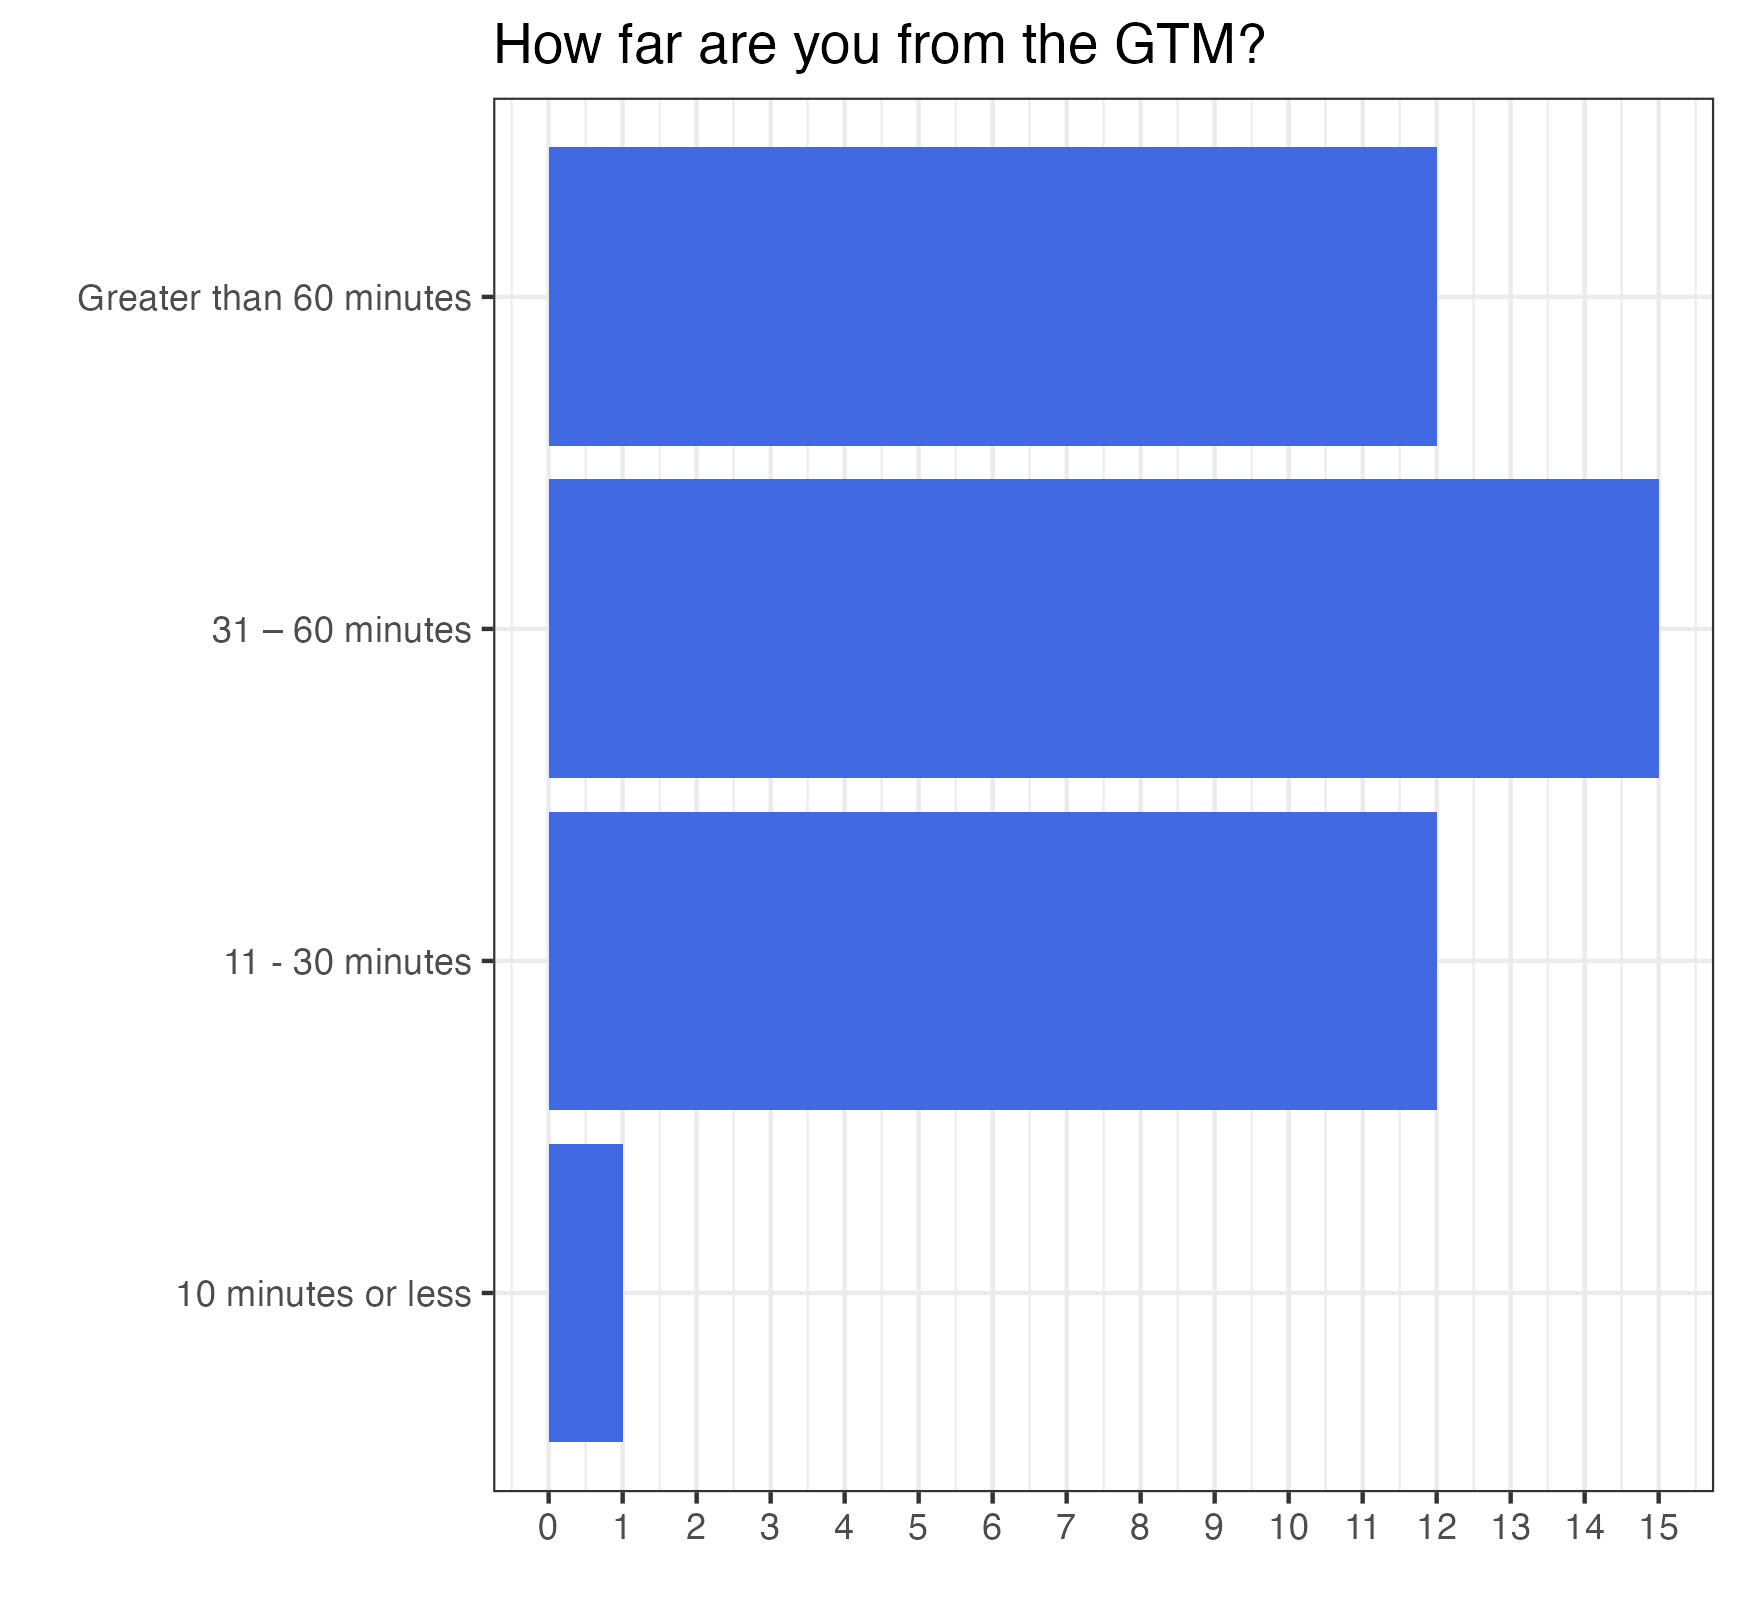 How far are you from the GTM?
Greater than 60 minutes
31 – 60 minutes
11 - 30 minutes
10 minutes or less
0 1 2 3 4 5 6 7 8 9 10 11 12 13 14 15